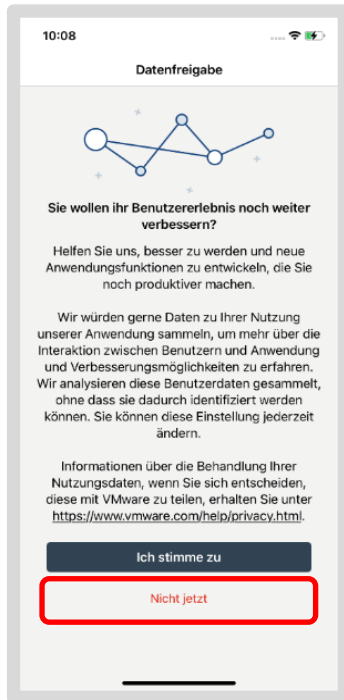 10:08
Datenfreigabe
Sie wollen ihr Benutzererlebnis noch weiter
verbessern?
Helfen Sie uns, besser zu werden und neue
Anwendungsfunktionen zu entwickeln, die Sie
noch produktiver machen.
Wir würden gerne Daten zu Ihrer Nutzung
unserer Anwendung sammeln, um mehr über die
Interaktion zwischen Benutzern und Anwendung
und Verbesserungsmöglichkeiten zu erfahren.
Wir analysieren diese Benutzerdaten gesammelt,
ohne dass sie dadurch identifiziert werden
können. Sie können diese Einstellung jederzeit
ändern.
Informationen über die Behandlung Ihrer
Nutzungsdaten, wenn Sie sich entscheiden,
diese mit VMware zu teilen, erhalten Sie unter
https://www.vmware.com/help/privacy.html.
Ich stimme zu
Nicht jetzt